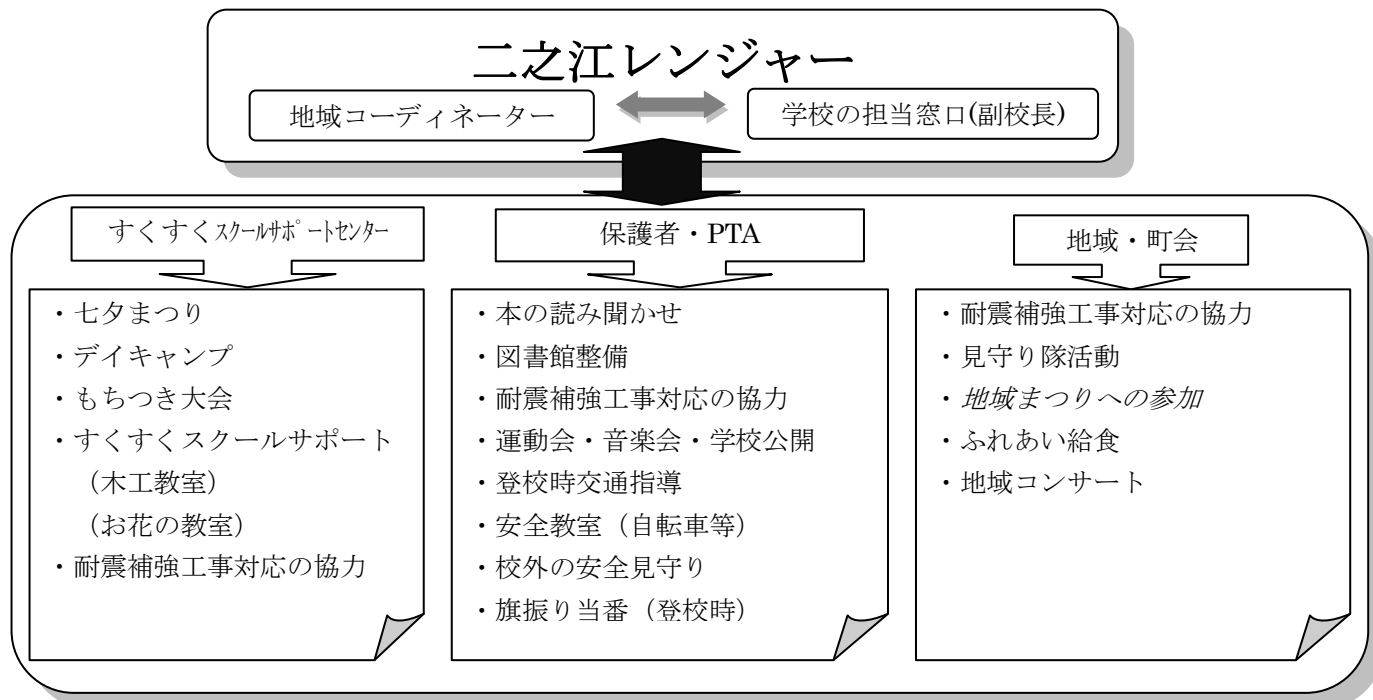 二之江レンジャー
地域コーディネーター
学校の担当窓口(副校長)
すくすくスクールサポートセンター
・七夕まつり
・デイキャンプ
・もちつき大会
・すくすくスクールサポート
（木工教室）
（お花の教室）
・耐震補強工事対応の協力
保護者・PTA
・本の読み聞かせ
・図書館整備
・耐震補強工事対応の協力
・運動会・音楽会・学校公開
・登校時交通指導
・安全教室（自転車等）
・校外の安全見守り
・旗振り当番（登校時）
地域・町会
・耐震補強工事対応の協力
・見守り隊活動
・地域まつりへの参加
・ふれあい給食
・地域コンサート